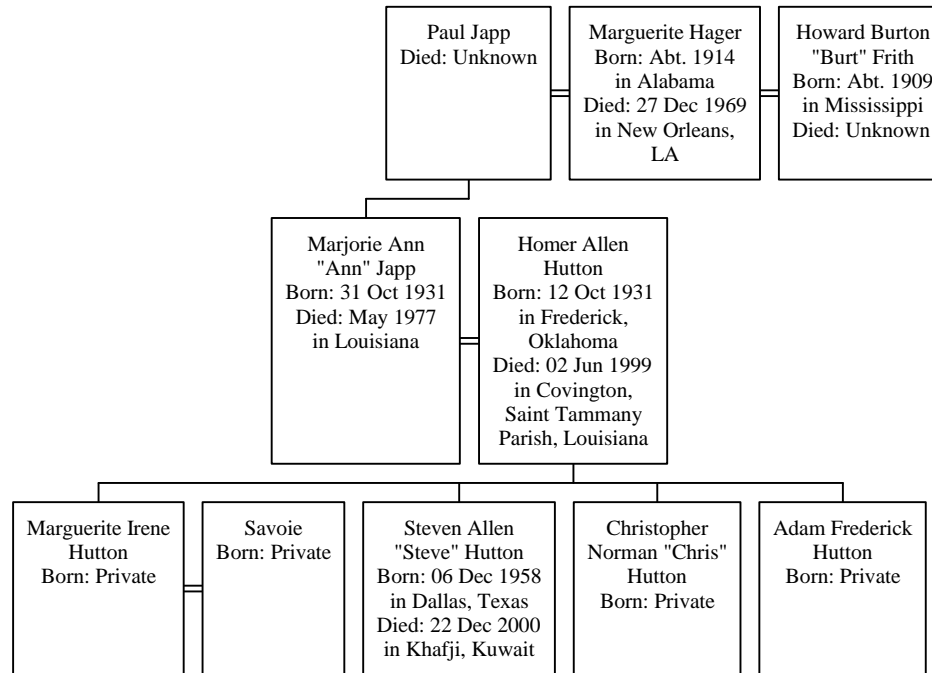 Paul Japp
Died: Unknown
Marguerite Hager
Born: Abt. 1914
in Alabama
Died: 27 Dec 1969
in New Orleans,
LA
Howard Burton
"Burt" Frith
Born: Abt. 1909
in Mississippi
Died: Unknown
Marjorie Ann
"Ann" Japp
Born: 31 Oct 1931
Died: May 1977
in Louisiana
Homer Allen
Hutton
Born: 12 Oct 1931
in Frederick,
Oklahoma
Died: 02 Jun 1999
in Covington,
Saint Tammany
Parish, Louisiana
Marguerite Irene
Hutton
Born: Private
Savoie
Born: Private
Steven Allen
"Steve" Hutton
Born: 06 Dec 1958
in Dallas, Texas
Died: 22 Dec 2000
in Khafji, Kuwait
Christopher
Norman "Chris"
Hutton
Born: Private
Adam Frederick
Hutton
Born: Private